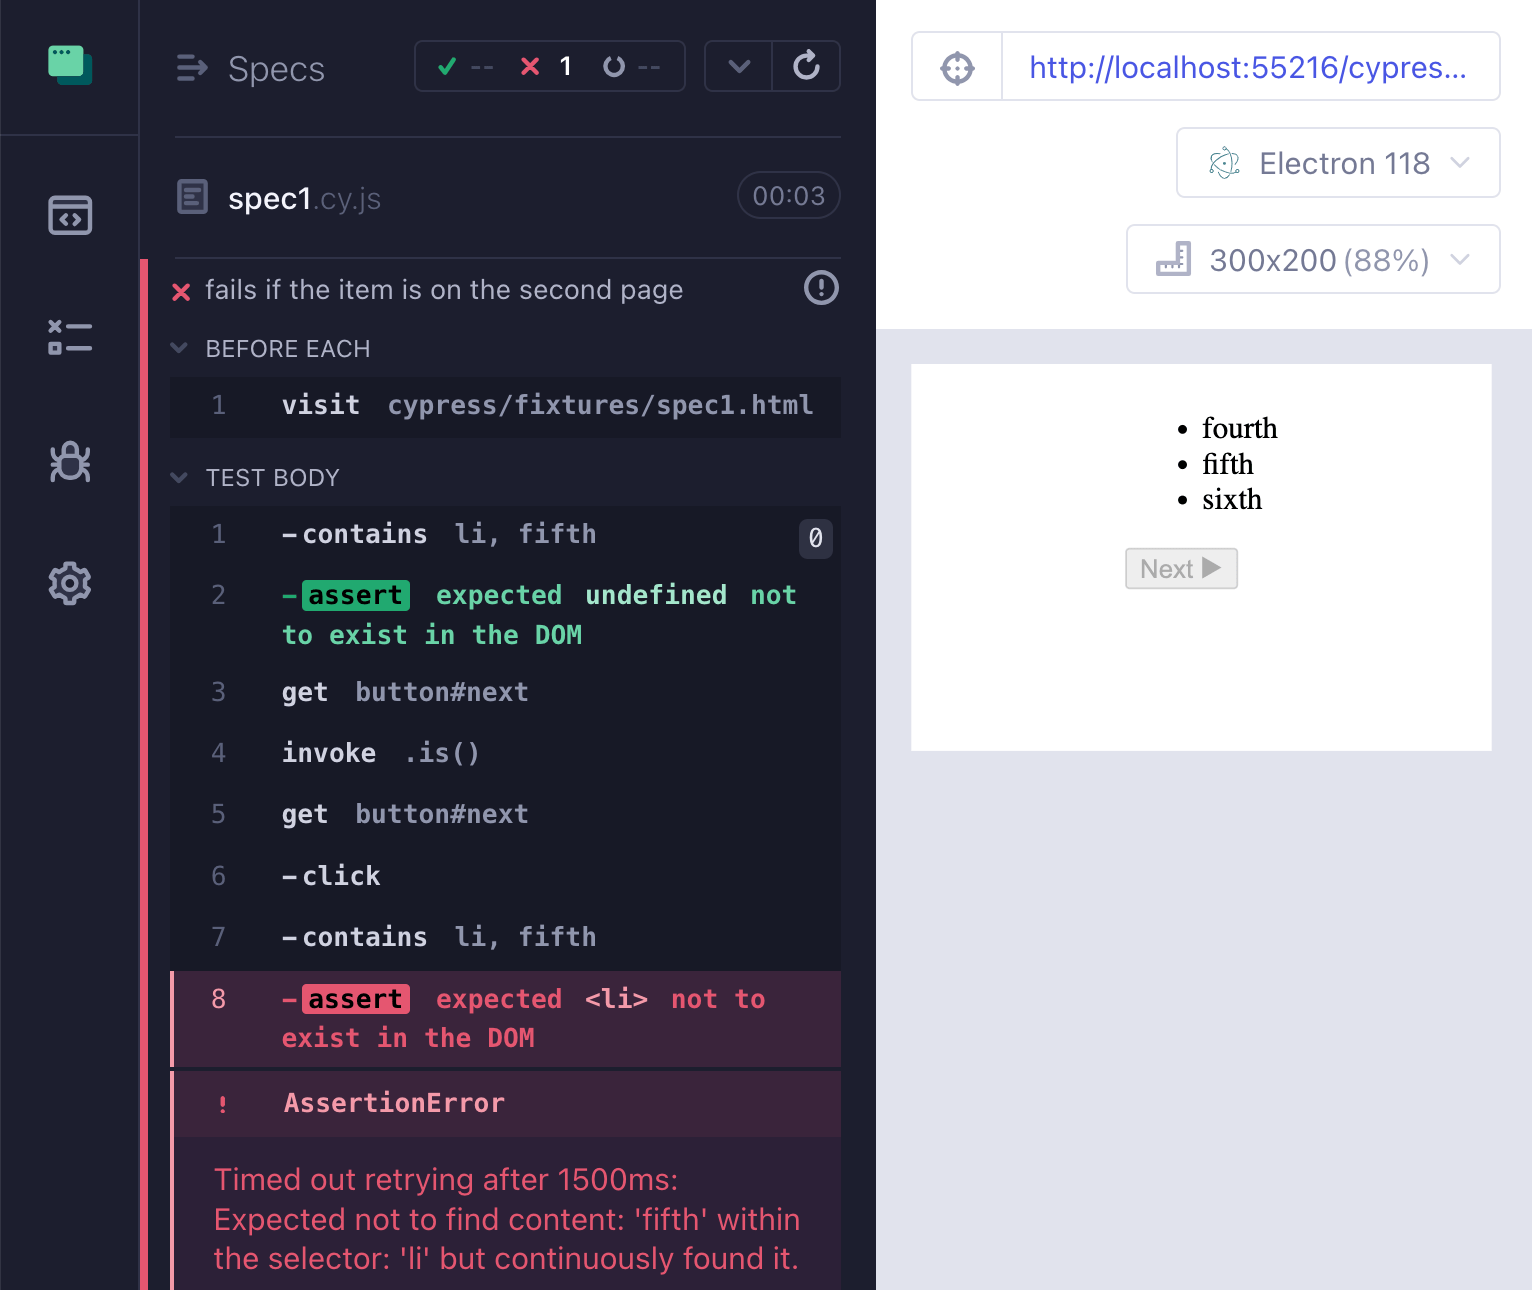 Specs
-- 1 --
spec1.cy.js
00:03
fails if the item is on the second page
BEFORE EACH
1 visit cypress/fixtures/spec1.html
TEST BODY
1 -contains li, fifth 0
2 -assert expected undefined not
to exist in the DOM
3 get button#next
4 invoke .is()
5 get button#next
6 -click
7 -contains li, fifth
8 -assert expected <li> not to
exist in the DOM
! AssertionError
Timed out retrying after 1500ms:
Expected not to find content: 'fifth' within
the selector: 'li' but continuously found it.
http://localhost:55216/cypres...
Electron 118
300x200 (88%)
• fourth
• fifth
• sixth
Next ▶